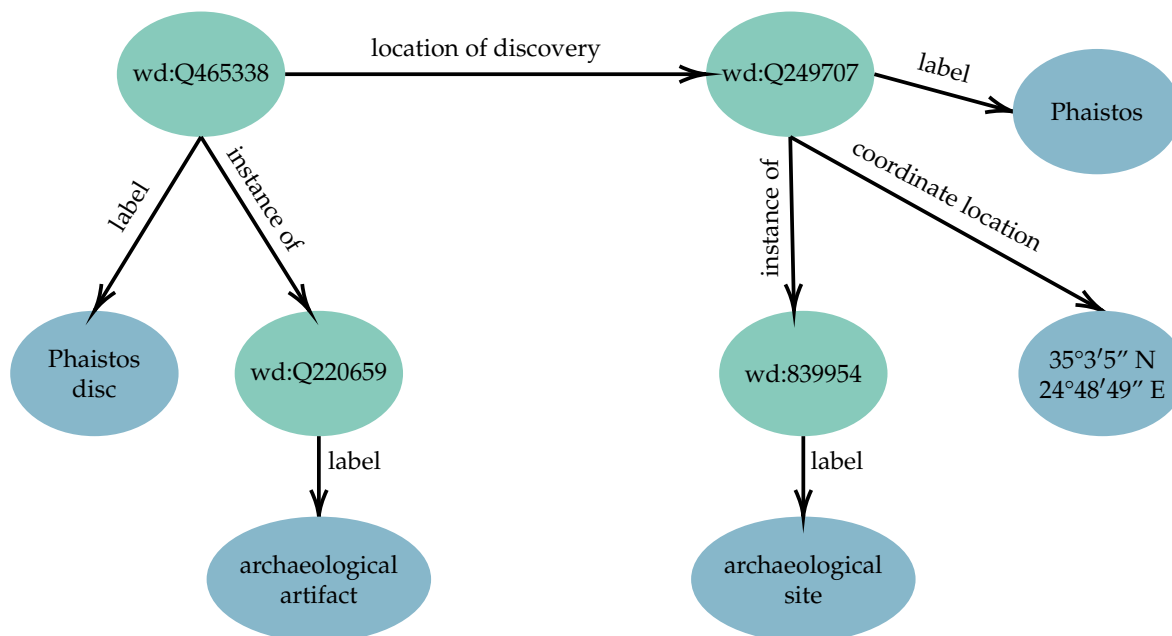 location of discovery
wd:Q465338
wd:Q249707
label
Phaistos
label
instance of
instance of
coordinate location
Phaistos
disc
wd:Q220659
wd:839954
35°3′5″ N
24°48′49″ E
label
label
archaeological
artifact
archaeological
site